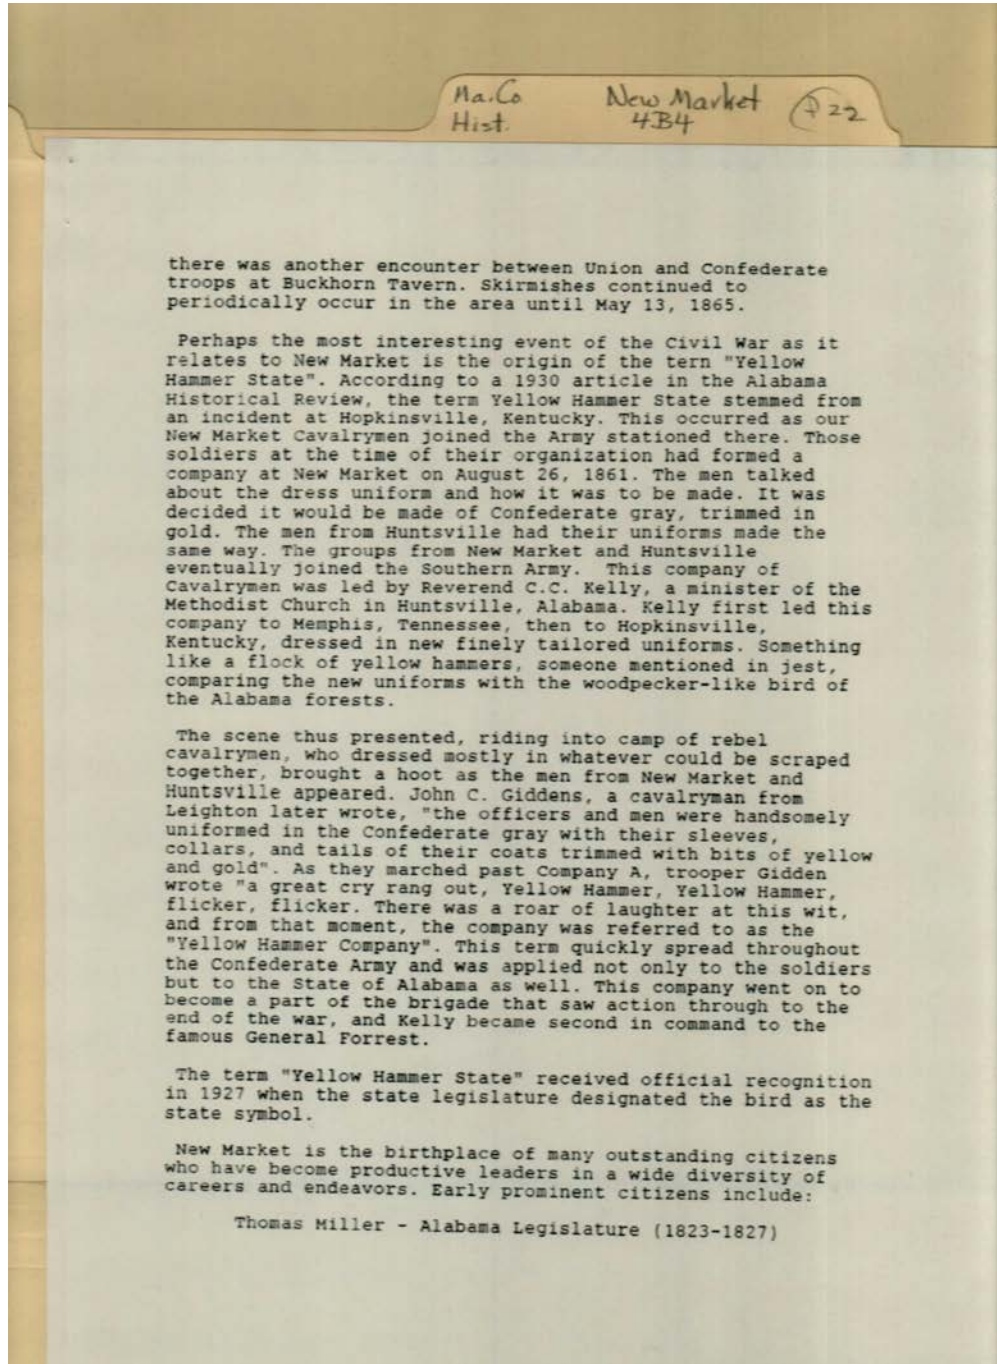 Ma.Co New Market P22
Hist. 4B4
there was another encounter between Union and Confederate
troops at Buckhorn Tavern. Skirmishes continued to
periodically occur in the area until May 13, 1865.
Perhaps the most interesting event of the Civil War as it
relates to New Market is the origin of the tern "Yellow
Hammer State". According to a 1930 article in the Alabama
Historical Review, the term Yellow Hammer State stemmed from
an incident at Hopkinsville, Kentucky. This occurred as our
New Market Cavalrymen joined the Army stationed there. Those
soldiers at the time of their organization had formed a
company at New Market on August 26, 1861. The men talked
about the dress uniform and how it was to be made. It was
decided it would be made of Confederate gray, trimmed in
gold. The men from Huntsville had their uniforms made the
same way. The groups from New Market and Huntsville
eventually joined the Southern Army. This company of
Cavalrymen was led by Reverend C.C. Kelly, a minister of the
Methodist Church in Huntsville, Alabama. Kelly first led this
company to Memphis, Tennessee, then to Hopkinsville,
Kentucky, dressed in new finely tailored uniforms. Something
like a flock of yellow hammers, someone mentioned in jest,
comparing the new uniforms with the woodpecker-like bird of
the Alabama forests.
The scene thus presented, riding into camp of rebel
cavalrymen, who dressed mostly in whatever could be scraped
together, brought a hoot as the men from New Market and
Huntsville appeared. John C. Giddens, a cavalryman from
Leighton later wrote, "the officers and men were handsomely
uniformed in the Confederate gray with their sleeves,
collars, and tails of their coats trimmed with bits of yellow
and gold". As they marched past Company A, trooper Gidden
wrote "a great cry rang out, Yellow Hammer, Yellow Hammer,
flicker, flicker. There was a roar of laughter at this wit,
and from that moment, the company was referred to as the
"Yellow Hammer Company". This term quickly spread throughout
the Confederate Army and was applied not only to the soldiers
but to the State of Alabama as well. This company went on to
become a part of the brigade that saw action through to the
end of the war, and Kelly became second in command to the
famous General Forrest.
The term "Yellow Hammer State" received official recognition
in 1927 when the state legislature designated the bird as the
state symbol.
New Market is the birthplace of many outstanding citizens
who have become productive leaders in a wide diversity of
careers and endeavors. Early prominent citizens include:
Thomas Miller - Alabama Legislature (1823-1827)